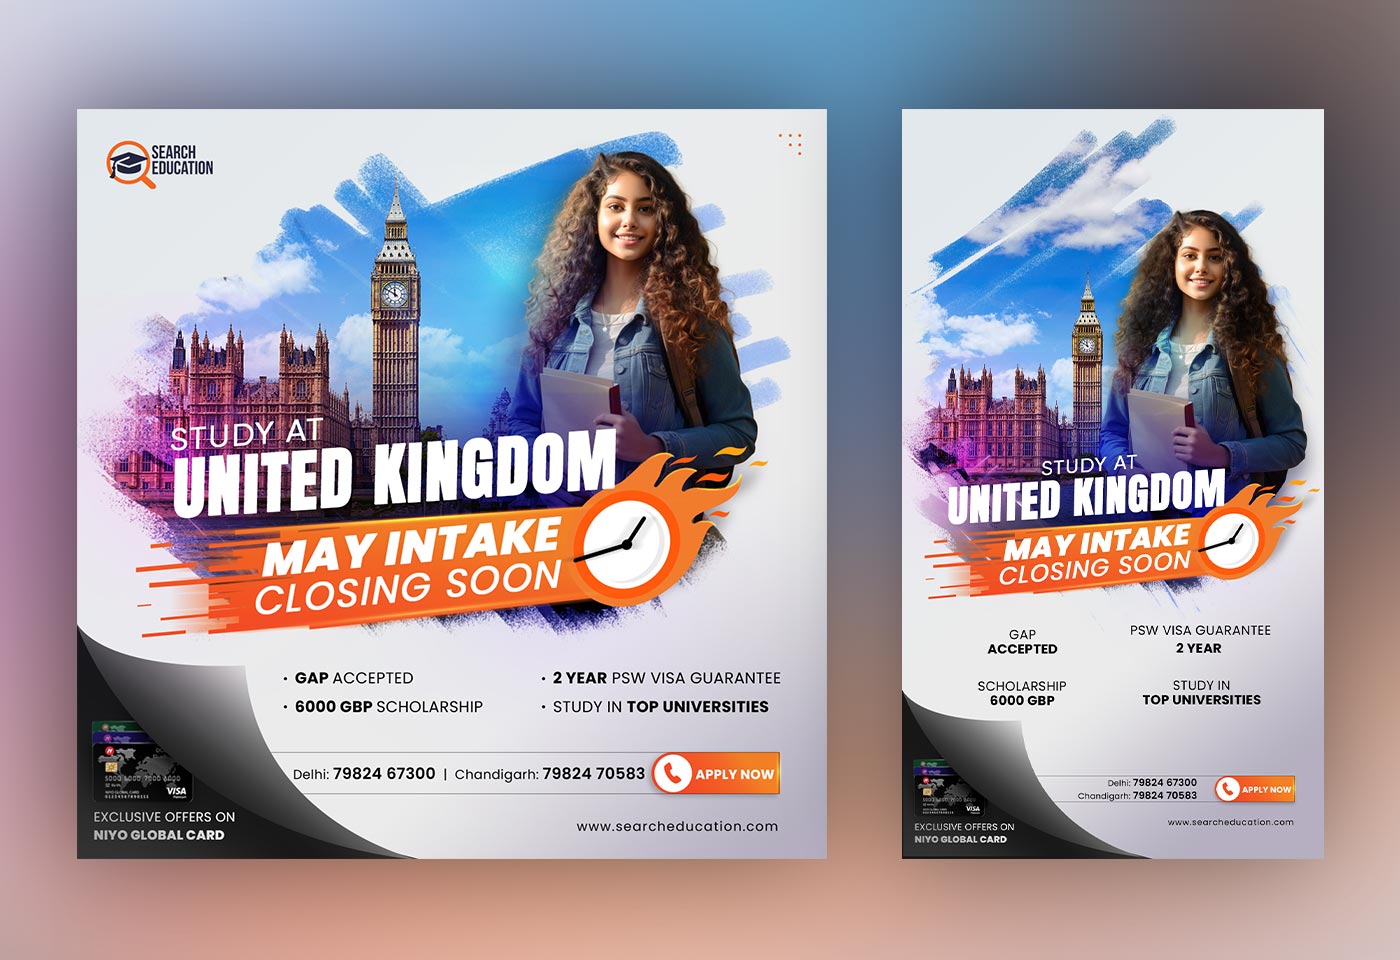 SEARCH
EDUCATION
STUDY AT
UNITED KINGDOM
MAY INTAKE
CLOSING SOON
• GAP ACCEPTED
• 6000 GBP SCHOLARSHIP
• 2 YEAR PSW VISA GUARANTEE
• STUDY IN TOP UNIVERSITIES
Delhi: 79824 67300 | Chandigarh: 79824 70583
APPLY NOW
VISA
EXCLUSIVE OFFERS ON
NIYO GLOBAL CARD
www.searcheducation.com
STUDY AT
UNITED KINGDOM
MAY INTAKE
CLOSING SOON
GAP
ACCEPTED
PSW VISA GUARANTEE
2 YEAR
SCHOLARSHIP
6000 GBP
STUDY IN
TOP UNIVERSITIES
Delhi: 79824 67300
Chandigarh: 79824 70583
APPLY NOW
VISA
EXCLUSIVE OFFERS ON
NIYO GLOBAL CARD
www.searcheducation.com